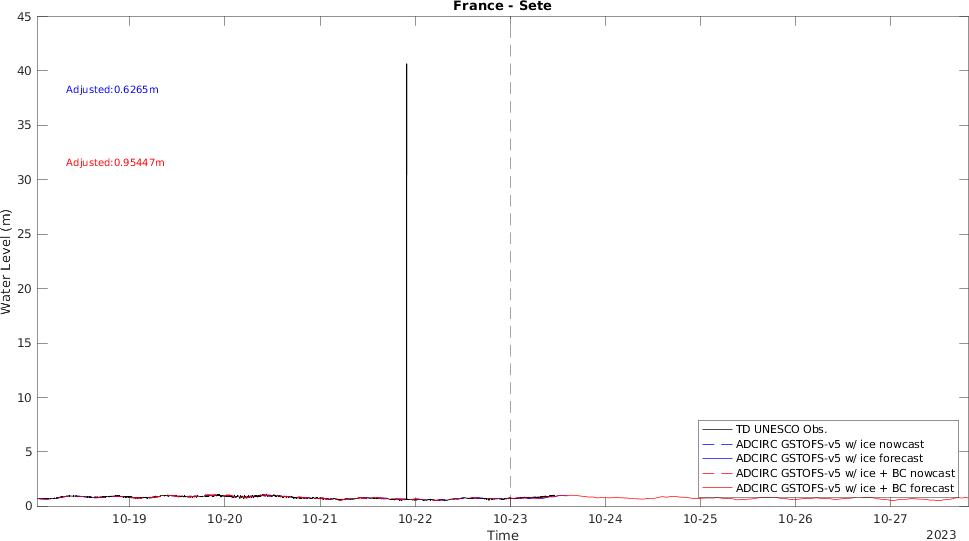 France - Sete
45
40
35
30
25
20
15
10
5
0
Water Level (m)
Adjusted:0.6265m
Adjusted:0.95447m
TD UNESCO Obs.
ADCIRC GSTOFS-v5 w/ ice nowcast
ADCIRC GSTOFS-v5 w/ ice forecast
ADCIRC GSTOFS-v5 w/ ice + BC nowcast
ADCIRC GSTOFS-v5 w/ ice + BC forecast
10-19 10-20 10-21 10-22 10-23 10-24 10-25 10-26 10-27
Time
2023